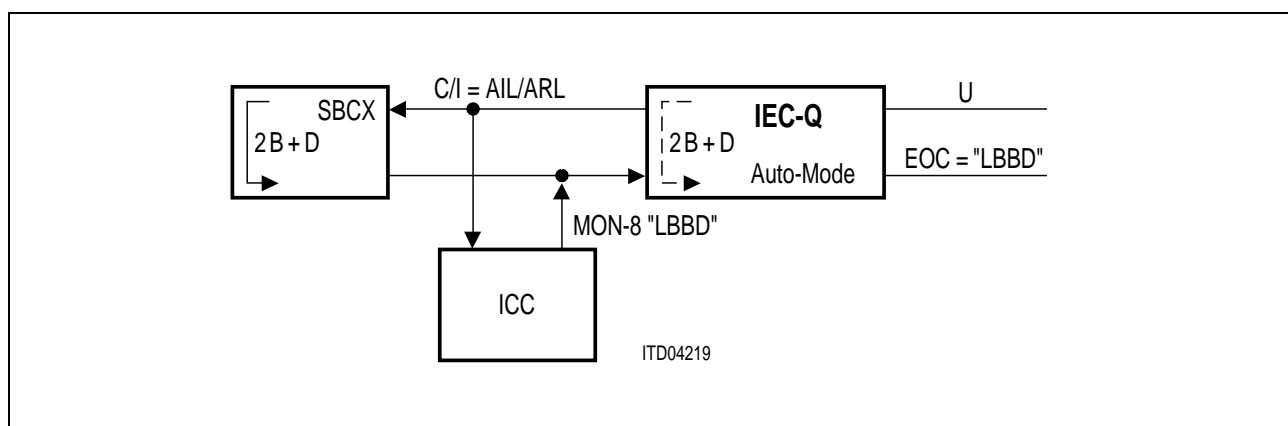 C/I = AIL/ARL
U
SBCX
IEC-Q
2B + D
2B + D
EOC = "LBBD"
Auto-Mode
MON-8 "LBBD"
ICC
ITD04219